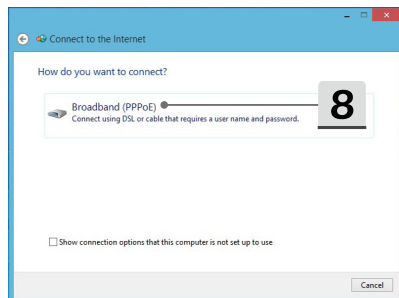 Connect to the Internet
How do you want to connect?
Broadband (PPPoE)
Connect using DSL or cable that requires a user name and password.
8
Show connection options that this computer is not set up to use
Cancel